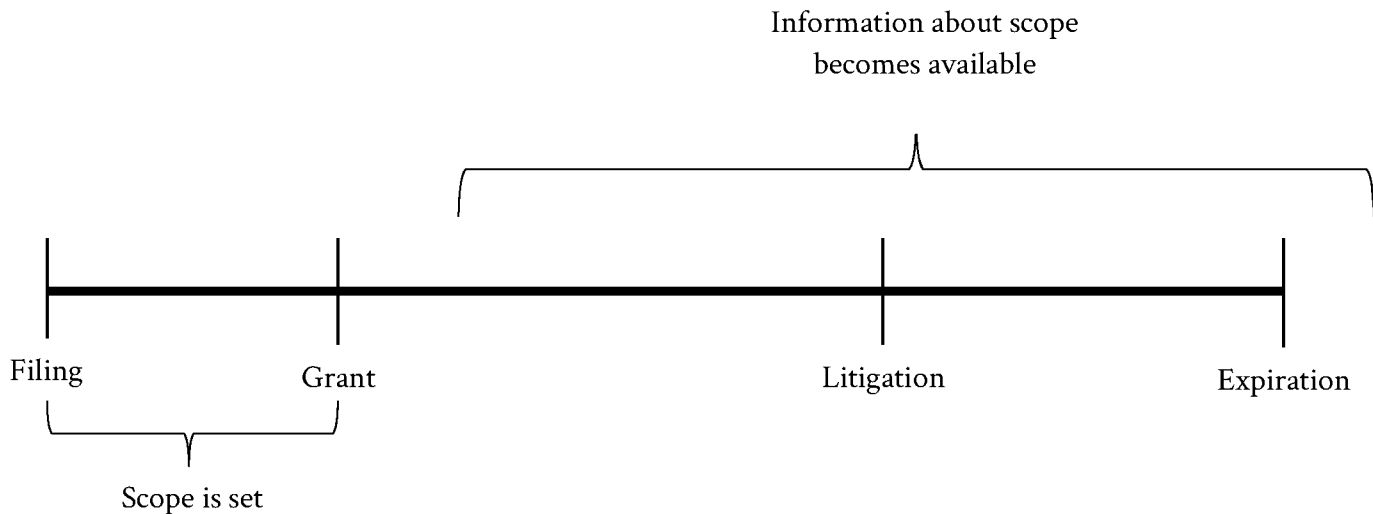 Information about scope
becomes available
Filing
Grant
Litigation
Expiration
Scope is set